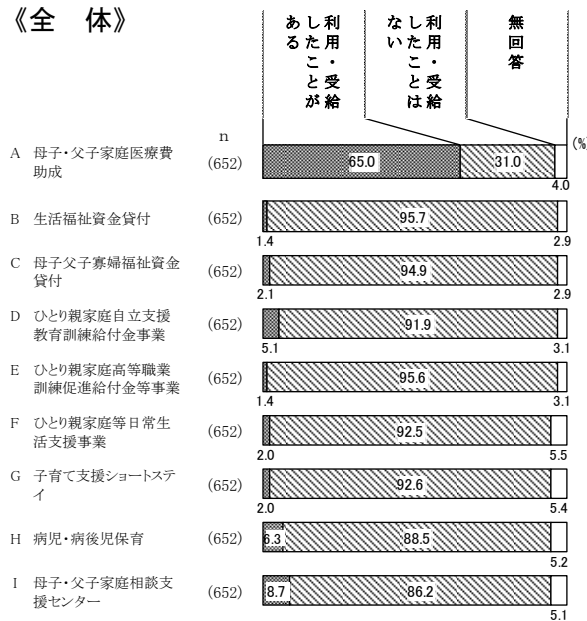 《全　体》
利用・受給
したことが
ある
利用・受給
したことは
ない
無回答
n
(%)
A 母子・父子家庭医療費
助成
(652)
65.0
31.0
4.0
B 生活福祉資金貸付
(652)
95.7
1.4
2.9
C 母子父子寡婦福祉資金
貸付
(652)
94.9
2.1
2.9
D ひとり親家庭自立支援
教育訓練給付金事業
(652)
91.9
5.1
3.1
E ひとり親家庭高等職業
訓練促進給付金等事業
(652)
95.6
1.4
3.1
F ひとり親家庭等日常生
活支援事業
(652)
92.5
2.0
5.5
G 子育て支援ショートステ
イ
(652)
92.6
2.0
5.4
H 病児・病後児保育
(652)
6.3
88.5
5.2
I 母子・父子家庭相談支
援センター
(652)
8.7
86.2
5.1